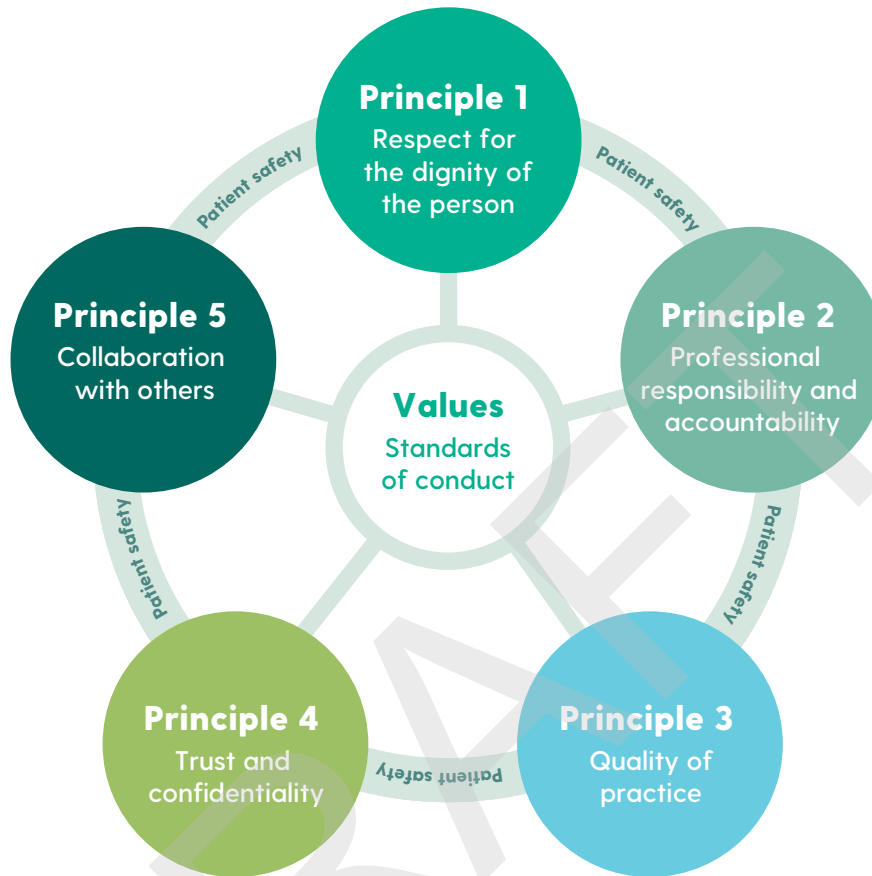 Principle 1
Respect for
the dignity of
the person
Patient safety
Patient safety
Principle 5
Collaboration
with others
Principle 2
Professional
responsibility and
accountability
Values
Standards
of conduct
Patient safety
Patient safety
Principle 4
Trust and
confidentiality
Patient safety
Principle 3
Quality of
practice
DRAFT